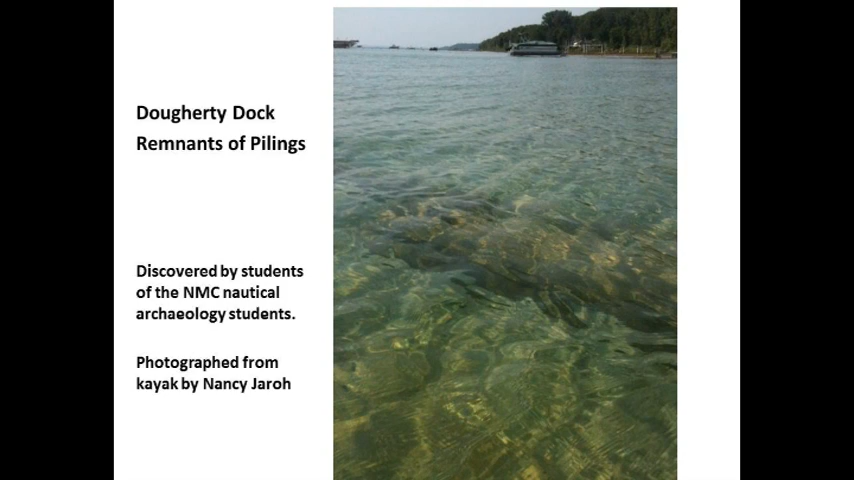 Dougherty Dock
Remnants of Pilings
Discovered by students
of the NMC nautical
archaeology students.
Photographed from
kayak by Nancy Jaroh